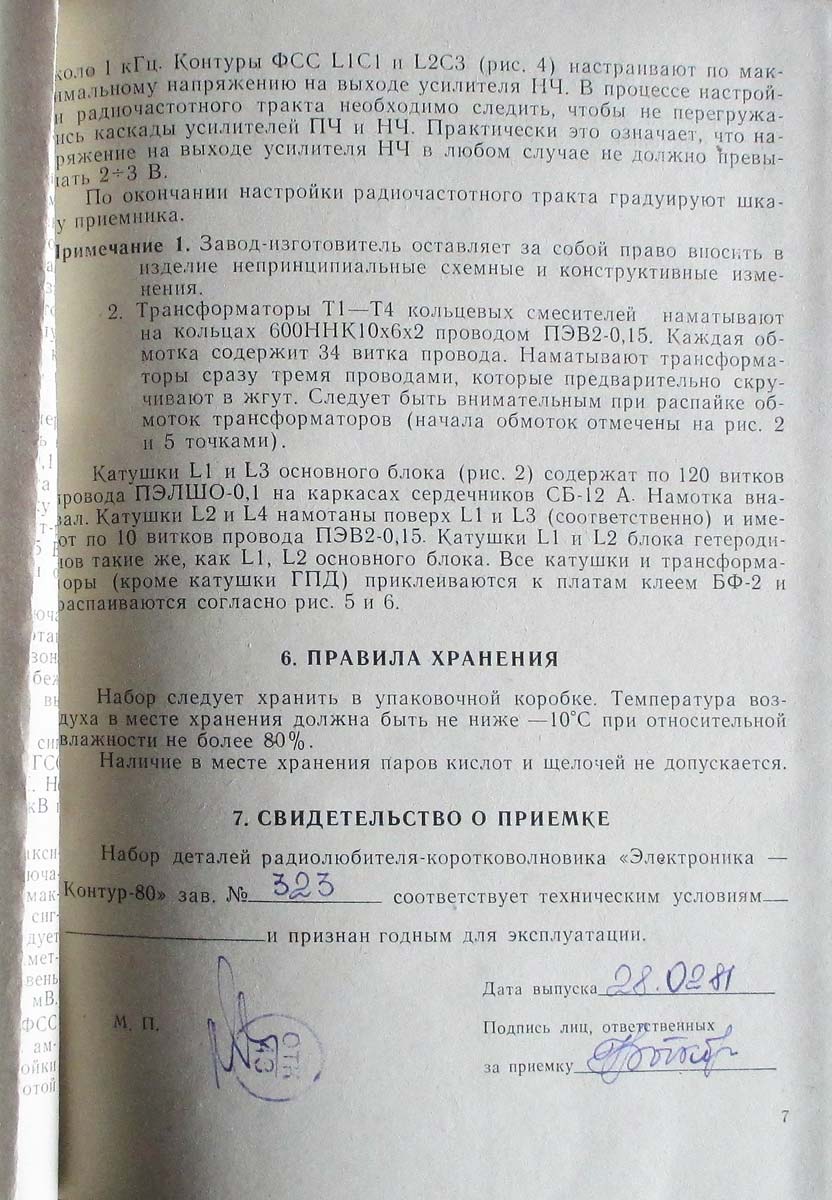 коло 1 кГц. Контуры ФСС L1C1 и L2C3 (рис. 4) настраивают по мак-
имальному напряжению на выходе усилителя НЧ. В процессе настрой-
и радиочастотного тракта необходимо следить, чтобы не перегружа-
ись каскады усилителей ПЧ и НЧ. Практически это означает, что на-
ряжение на выходе усилителя НЧ в любом случае не должно превы-
ать 2÷3 В.
По окончании настройки радиочастотного тракта градуируют шка-
у приемника.
Примечание 1. Завод-изготовитель оставляет за собой право вносить в
изделие непринципиальные схемные и конструктивные изме-
нения.
2. Трансформаторы Т1—Т4 кольцевых смесителей наматывают
на кольцах 600ННК10х6х2 проводом ПЭВ2-0,15. Каждая об-
мотка содержит 34 витка провода. Наматывают трансформа-
торы сразу тремя проводами, которые предварительно скру-
чивают в жгут. Следует быть внимательным при распайке об-
моток трансформаторов (начала обмоток отмечены на рис. 2
и 5 точками).
Катушки L1 и L3 основного блока (рис. 2) содержат по 120 витков
провода ПЭЛШО-0,1 на каркасах сердечников СБ-12 А. Намотка вна-
вал. Катушки L2 и L4 намотаны поверх L1 и L3 (соответственно) и име-
ют по 10 витков провода ПЭВ2-0,15. Катушки L1 и L2 блока гетероди-
нов такие же, как L1, L2 основного блока. Все катушки и трансформа-
торы (кроме катушки ГПД) приклеиваются к платам клеем БФ-2 и
распаиваются согласно рис. 5 и 6.
6. ПРАВИЛА ХРАНЕНИЯ
Набор следует хранить в упаковочной коробке. Температура воз-
духа в месте хранения должна быть не ниже —10°С при относительной
влажности не более 80%.
Наличие в месте хранения паров кислот и щелочей не допускается.
7. СВИДЕТЕЛЬСТВО О ПРИЕМКЕ
Набор деталей радиолюбителя-коротковолновика «Электроника —
Контур-80» зав. № 323 соответствует техническим условиям
и признан годным для эксплуатации.
Дата выпуска 28.02 81
М. П.
Подпись лиц, ответственных
за приемку
ОТК
7